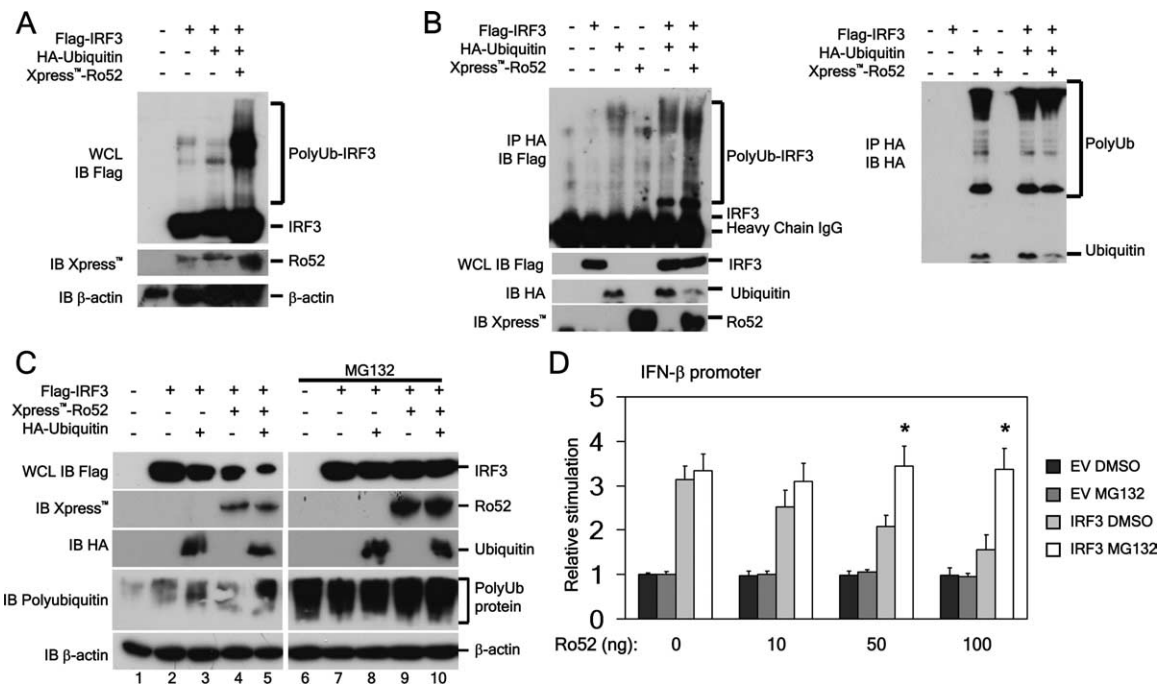 A
Flag-IRF3 - + + +
HA-Ubiquitin - - + +
Xpress™-Ro52 - - - +
WCL
IB Flag
PolyUb-IRF3
IRF3
IB Xpress™
Ro52
IB β-actin
β-actin
B
Flag-IRF3 - + - - + +
HA-Ubiquitin - - + - + +
Xpress™-Ro52 - - - + - +
IP HA
IB Flag
PolyUb-IRF3
IRF3
Heavy Chain IgG
WCL IB Flag
IRF3
IB HA
Ubiquitin
IB Xpress™
Ro52
Flag-IRF3 - + - - + +
HA-Ubiquitin - - + - + +
Xpress™-Ro52 - - - + - +
IP HA
IB HA
PolyUb
Ubiquitin
C
MG132
Flag-IRF3 - + + + + - + + + +
Xpress™-Ro52 - - - + + - - - + +
HA-Ubiquitin - - + - + - - + - +
WCL IB Flag
IRF3
IB Xpress™
Ro52
IB HA
Ubiquitin
IB Polyubiquitin
PolyUb
protein
IB β-actin
β-actin
1 2 3 4 5 6 7 8 9 10
D
IFN-β promoter
Relative stimulation
5
4
3
2
1
0
* *
EV DMSO
EV MG132
IRF3 DMSO
IRF3 MG132
Ro52 (ng): 0 10 50 100